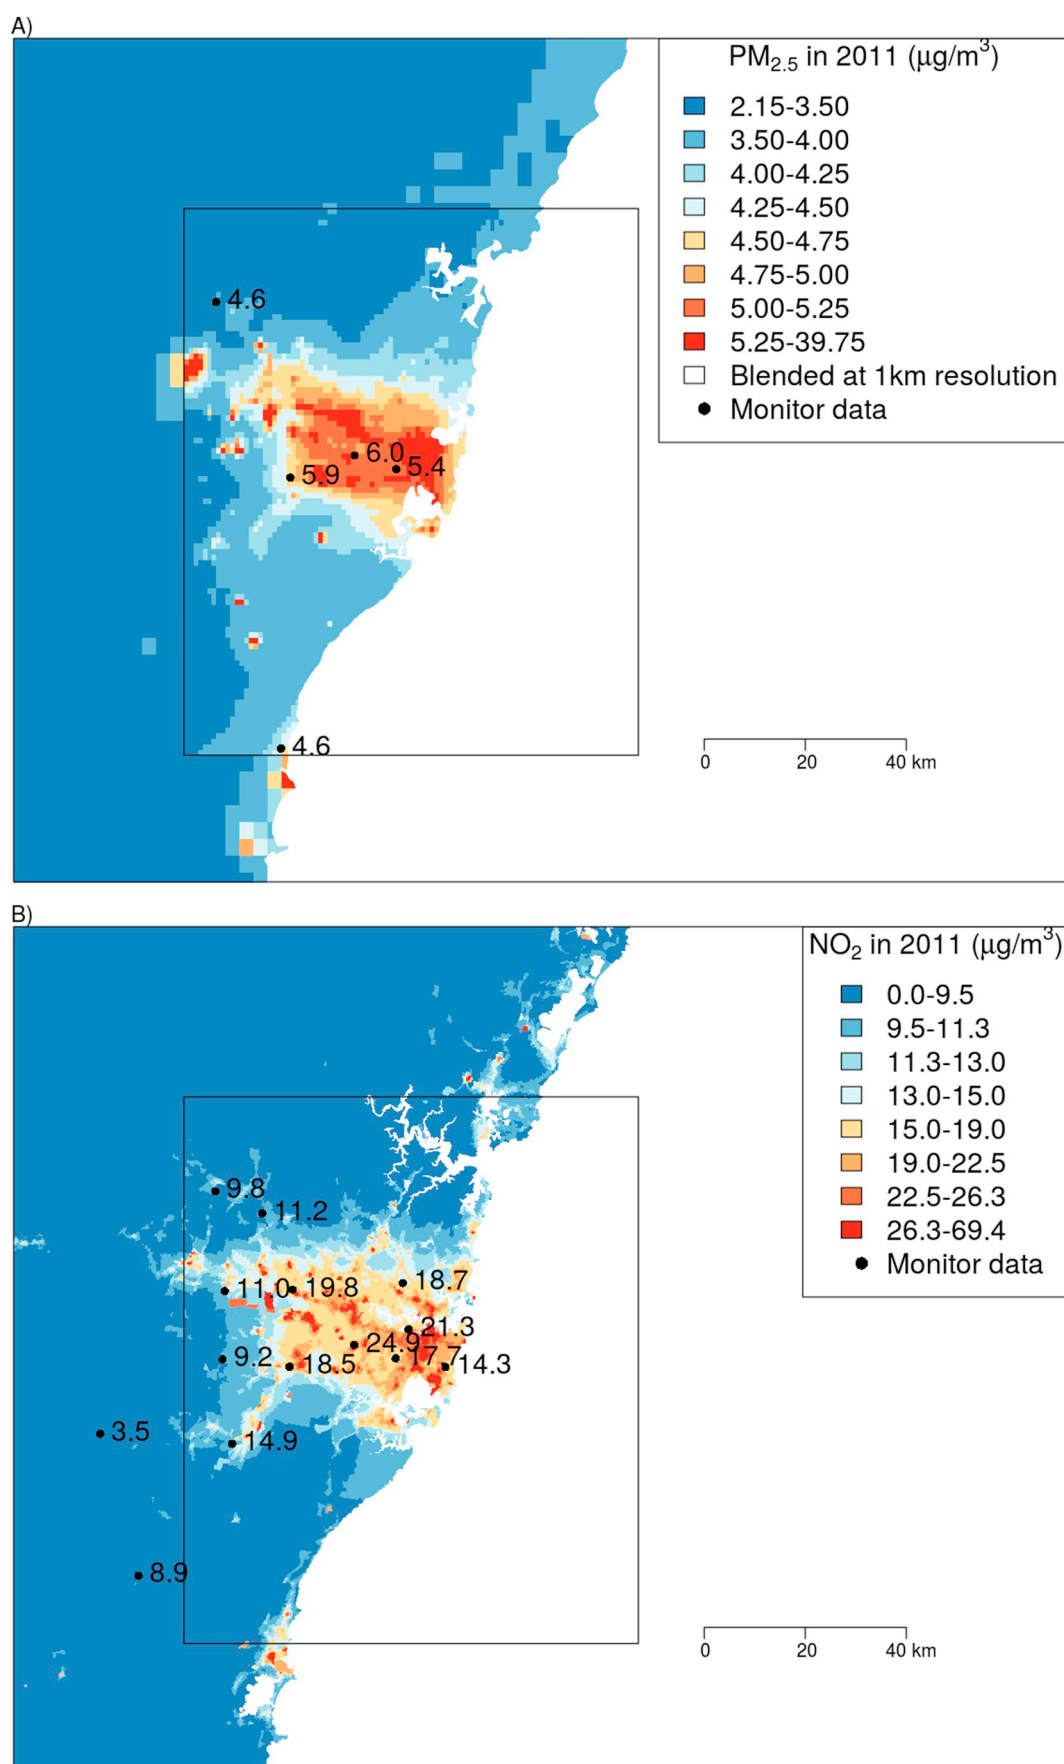 A)
PM2.5 in 2011 (μg/m3)
2.15-3.50
3.50-4.00
4.00-4.25
4.25-4.50
4.50-4.75
4.75-5.00
5.00-5.25
5.25-39.75
Blended at 1km resolution
Monitor data
4.6
6.0
5.4
5.9
4.6
0 20 40 km
B)
NO2 in 2011 (μg/m3)
0.0-9.5
9.5-11.3
11.3-13.0
13.0-15.0
15.0-19.0
19.0-22.5
22.5-26.3
26.3-69.4
Monitor data
9.8
11.2
11.0 19.8 18.7
21.3
24.9
9.2 18.5 17.7 14.3
3.5
14.9
8.9
0 20 40 km